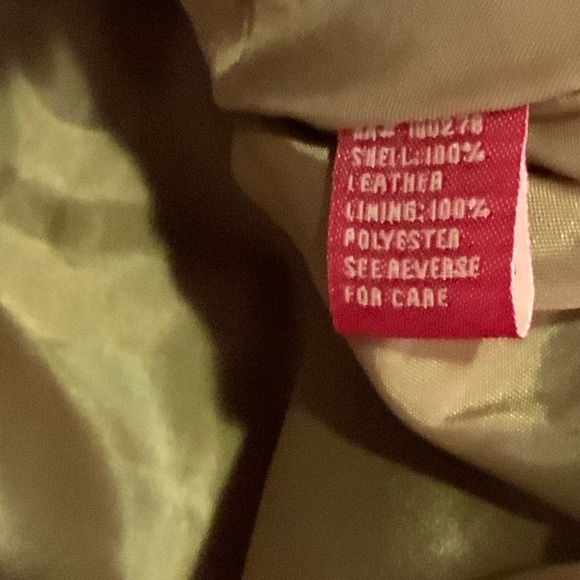 SHELL:100%
LEATHER
LINING:100%
POLYESTER
SEE REVERSE
FOR CARE